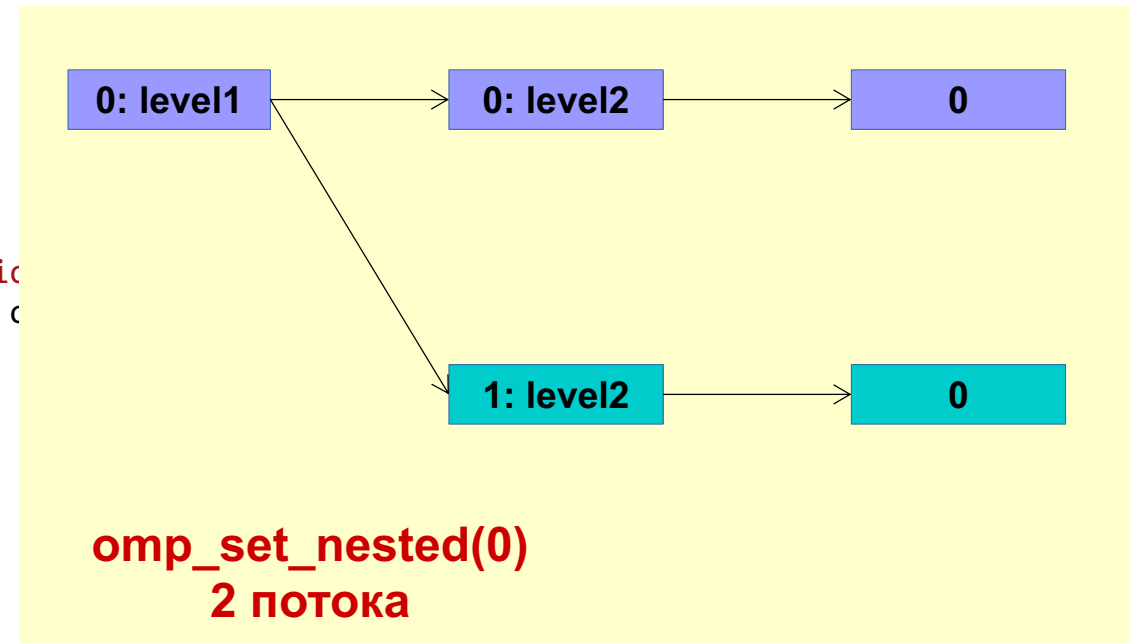 0: level1 0: level2 0
1: level2 0
omp_set_nested(0)
2 потока